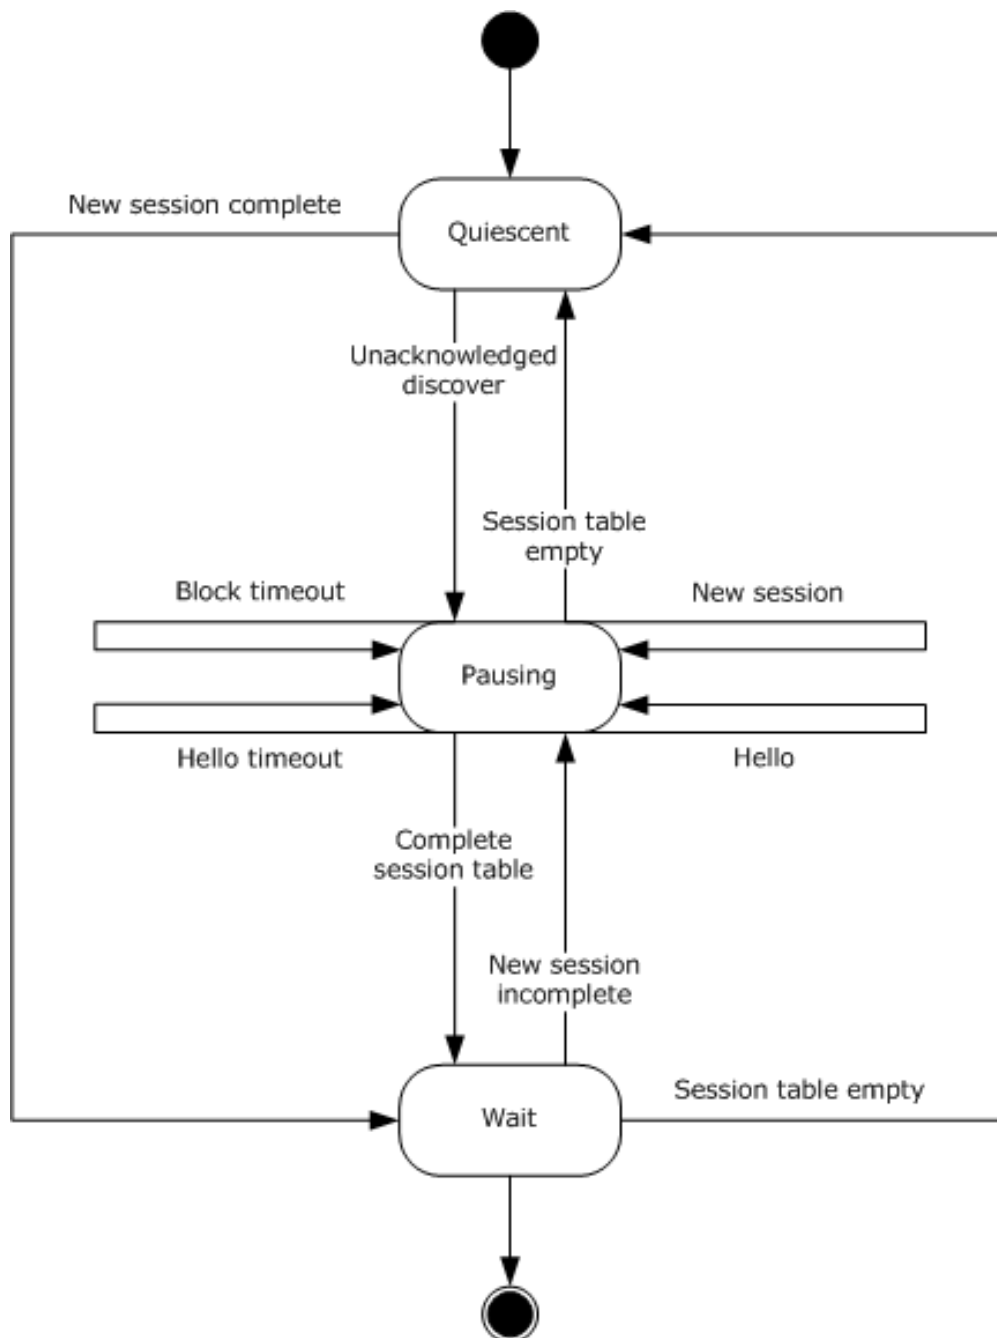 New session complete
Quiescent
Unacknowledged
discover
Session table
empty
Block timeout
New session
Pausing
Hello timeout
Hello
Complete
session table
New session
incomplete
Session table empty
Wait